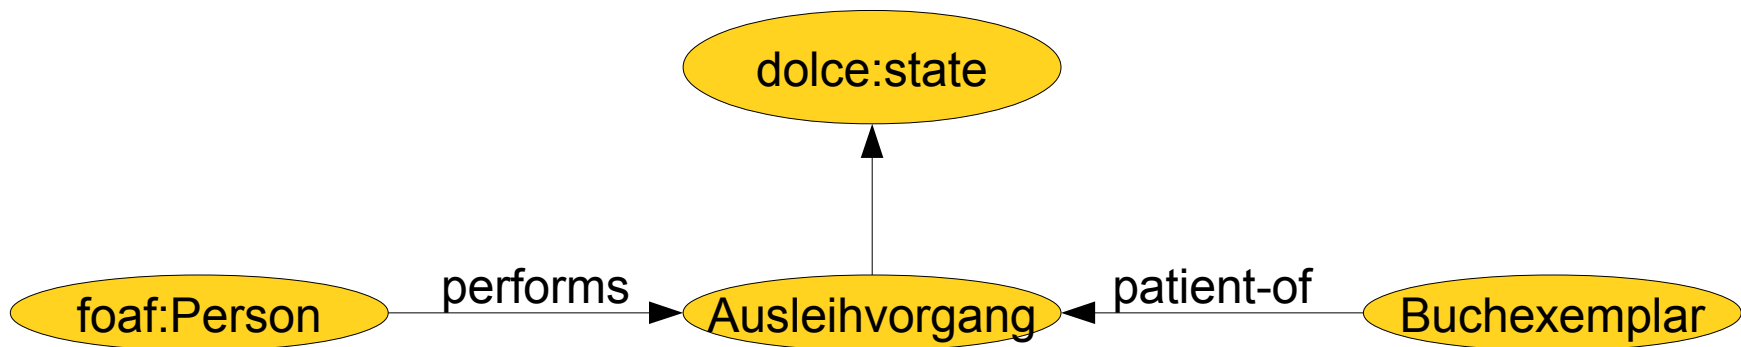 dolce:state
performs
patient-of
foaf:Person
Ausleihvorgang
Buchexemplar